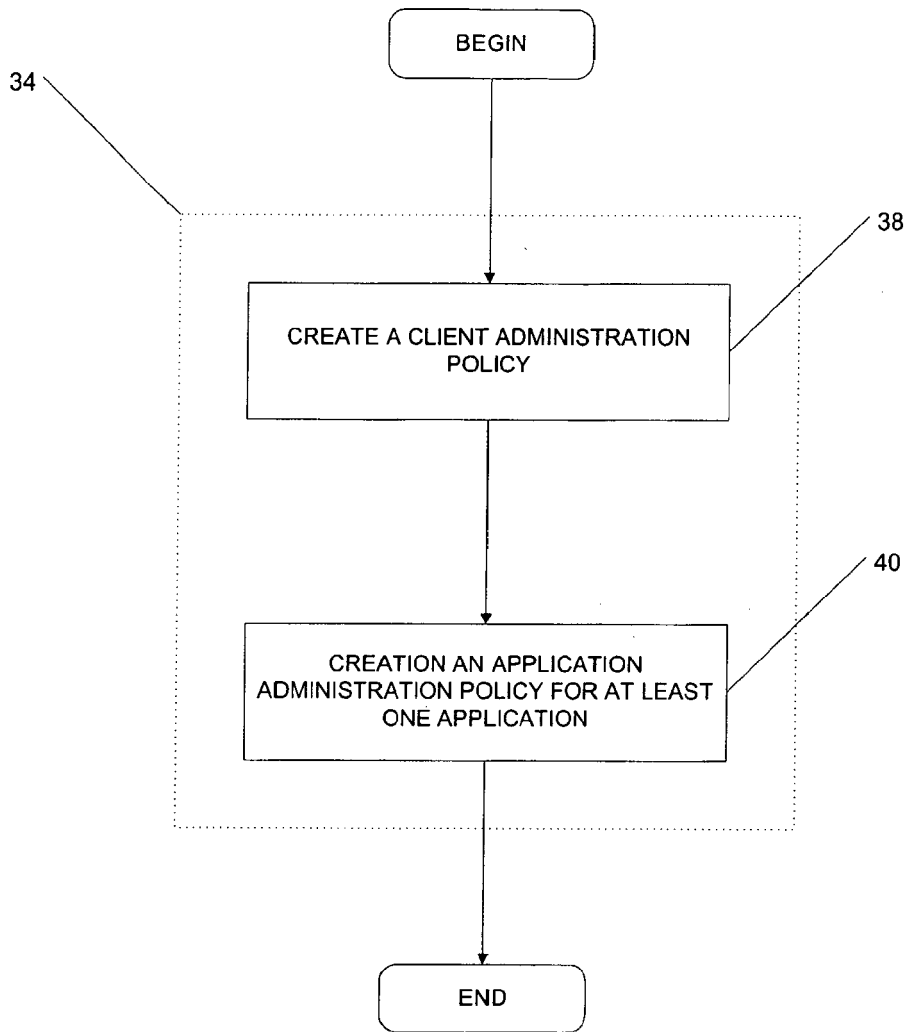 BEGIN
34
38
CREATE A CLIENT ADMINISTRATION
POLICY
40
CREATION AN APPLICATION
ADMINISTRATION POLICY FOR AT LEAST
ONE APPLICATION
END